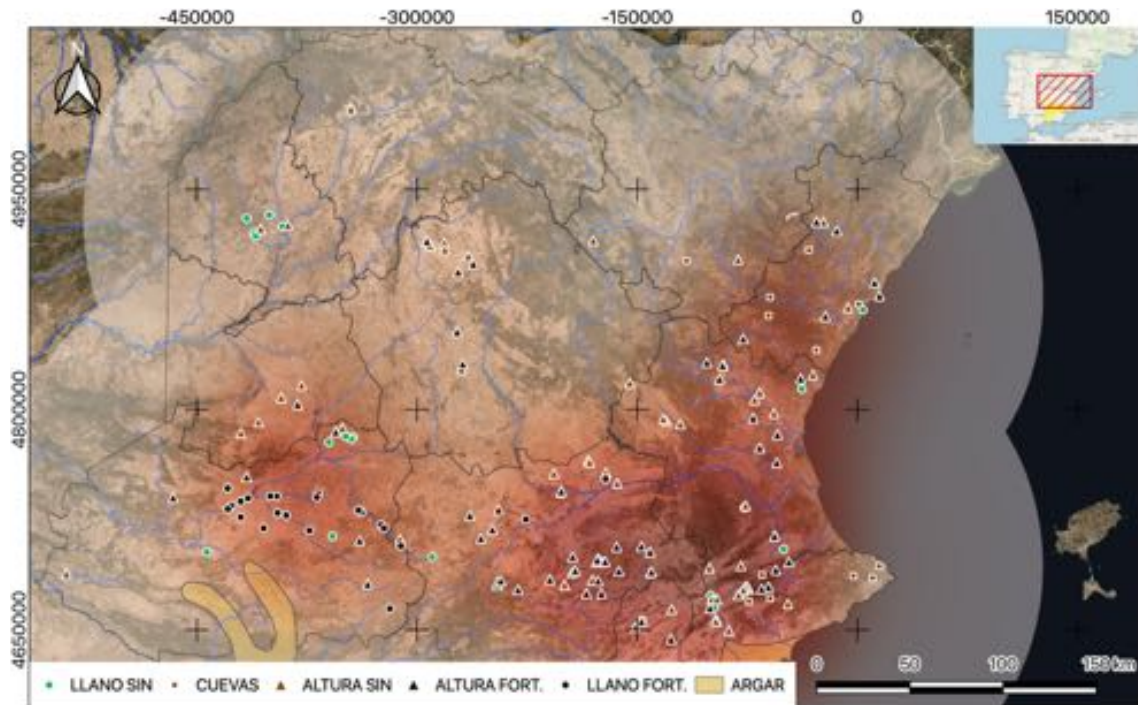 -450000 -300000 -150000 0 150000
N
4950000
4800000
4650000
0 50 100 150 km
LLANO SIN CUEVAS ALTURA SIN ALTURA FORT. LLANO FORT. ARGAR